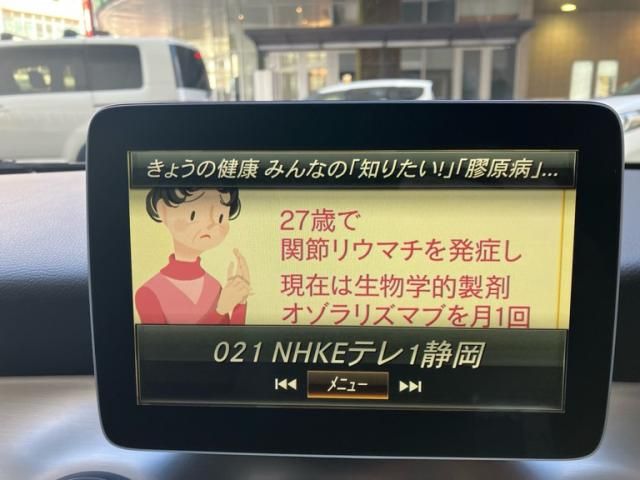 きょうの健康 みんなの「知りたい!」「膠原病」...
27歳で
関節リウマチを発症し
現在は生物学的製剤
オゾラリズマブを月1回
021 NHKEテレ1静岡
メニュー